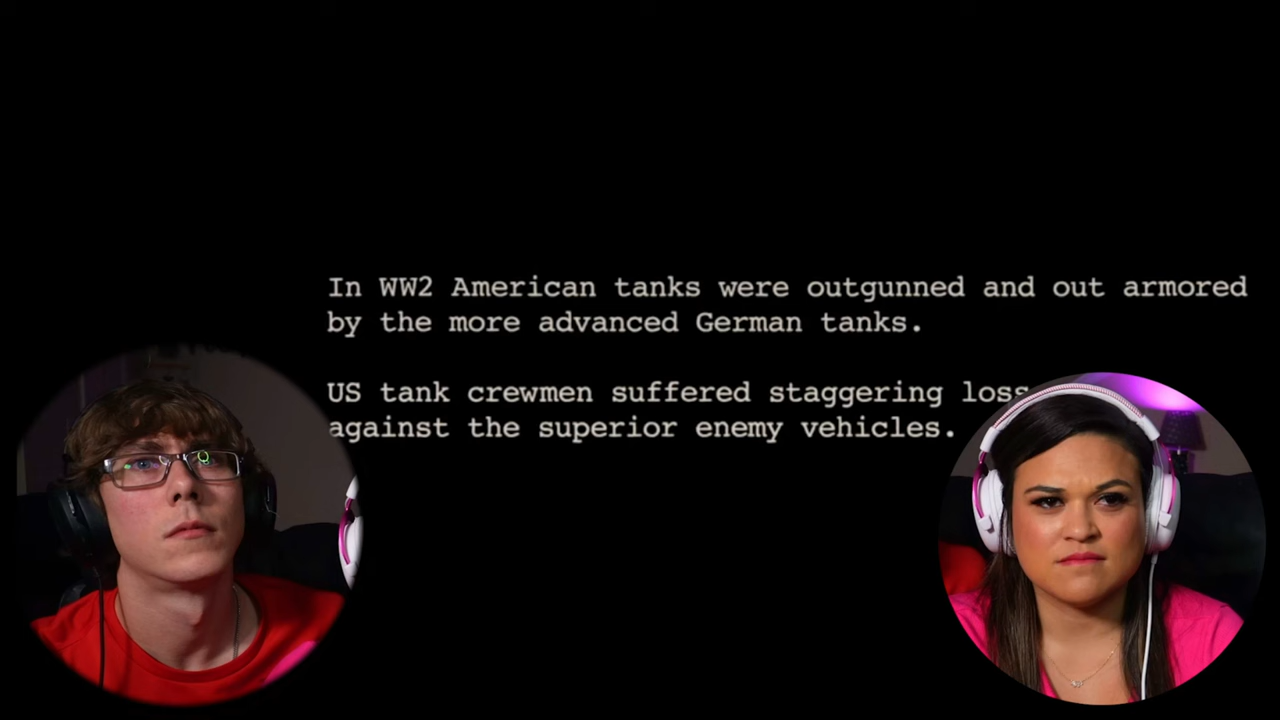 In WW2 American tanks were outgunned and out armored
by the more advanced German tanks.
US tank crewmen suffered staggering
against the superior enemy vehicles.